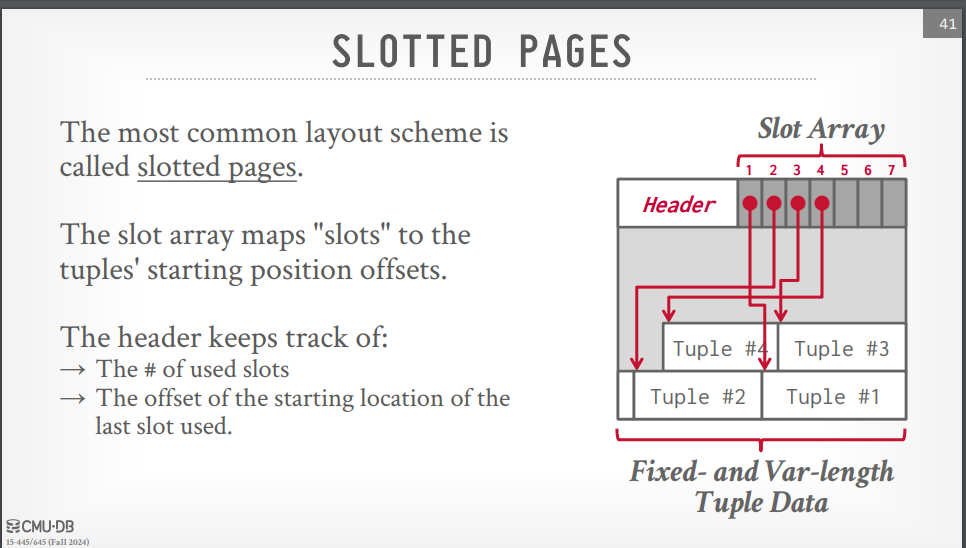 41
SLOTTED PAGES
The most common layout scheme is
called slotted pages.
The slot array maps "slots" to the
tuples' starting position offsets.
The header keeps track of:
→ The # of used slots
→ The offset of the starting location of the
last slot used.
Slot Array
1 2 3 4 5 6 7
Header
Tuple #4 Tuple #3
Tuple #2 Tuple #1
Fixed- and Var-length
Tuple Data
CMU·DB
15-445/645 (Fall 2024)